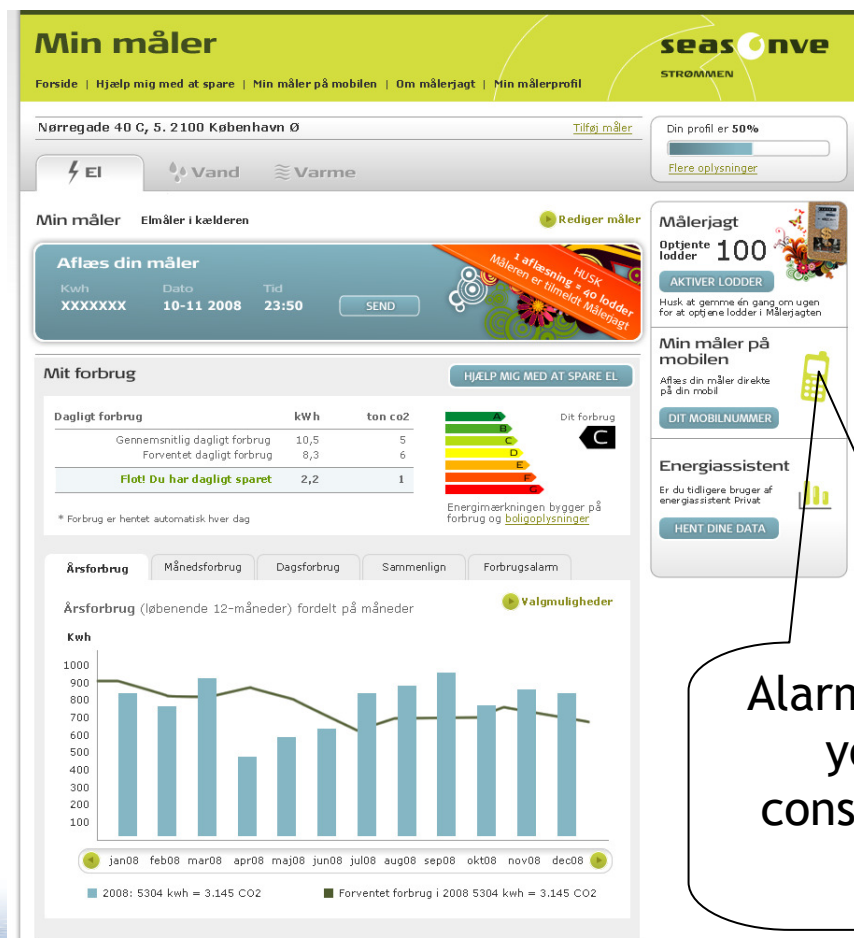 Min måler
seas nve
STRØMMEN
Forside | Hjælp mig med at spare | Min måler på mobilen | Om målerjagt | Min målerprofil
Nørregade 40 C, 5. 2100 København Ø
Tilføj måler
Din profil er 50%
Flere oplysninger
El
Vand
Varme
Min måler Elmåler i kælderen
Rediger måler
Aflæs din måler
Kwh Dato Tid
XXXXXXX 10-11 2008 23:50
SEND
HUSK
1 aflæsning = 40 lodder
Måleren er tilmeldt Målerjagt
Målerjagt
Optjente
lodder 100
AKTIVER LODDER
Husk at gemme én gang om ugen
for at optjene lodder i Målerjagten
Min måler på
mobilen
Aflæs din måler direkte
på din mobil
DIT MOBILNUMMER
Energiassistent
Er du tidligere bruger af
energiassistent Privat
HENT DINE DATA
Mit forbrug
HJÆLP MIG MED AT SPARE EL
Dagligt forbrug kWh ton co2
Gennemsnitlig dagligt forbrug 10,5 5
Forventet dagligt forbrug 8,3 6
Flot! Du har dagligt sparet 2,2 1
* Forbrug er hentet automatisk hver dag
A
B
C
D
E
F
G
Dit forbrug
C
Energimærkningen bygger på
forbrug og boligoplysninger
Årsforbrug
Månedsforbrug
Dagsforbrug
Sammenlign
Forbrugsalarm
Årsforbrug (løbenende 12-måneder) fordelt på måneder
Valgmuligheder
Kwh
1000
900
800
700
600
500
400
300
200
100
jan08 feb08 mar08 apr08 maj08 jun08 jul08 aug08 sep08 okt08 nov08 dec08
2008: 5304 kwh = 3.145 CO2
Forventet forbrug i 2008 5304 kwh = 3.145 CO2
Alarm
yo
cons